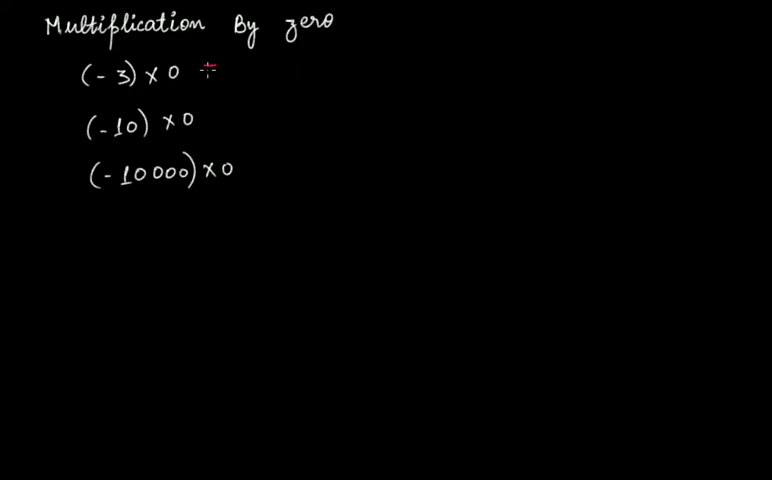 Multiplication By zero
(- 3) × 0
(- 10) × 0
(- 10000) × 0